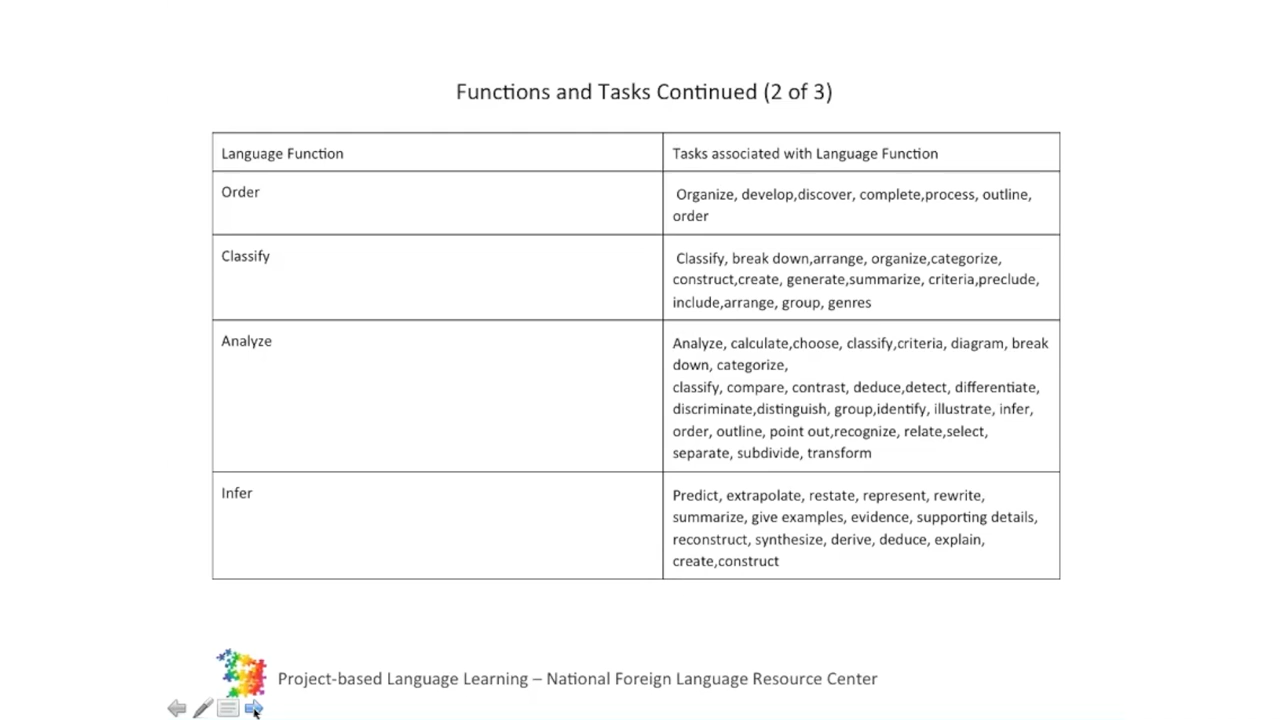 Functions and Tasks Continued (2 of 3)
Language Function
Tasks associated with Language Function
Order
Organize, develop,discover, complete,process, outline,
order
Classify
Classify, break down,arrange, organize,categorize,
construct,create, generate,summarize, criteria,preclude,
include,arrange, group, genres
Analyze
Analyze, calculate,choose, classify,criteria, diagram, break
down, categorize,
classify, compare, contrast, deduce,detect, differentiate,
discriminate,distinguish, group,identify, illustrate, infer,
order, outline, point out,recognize, relate,select,
separate, subdivide, transform
Infer
Predict, extrapolate, restate, represent, rewrite,
summarize, give examples, evidence, supporting details,
reconstruct, synthesize, derive, deduce, explain,
create,construct
Project-based Language Learning – National Foreign Language Resource Center